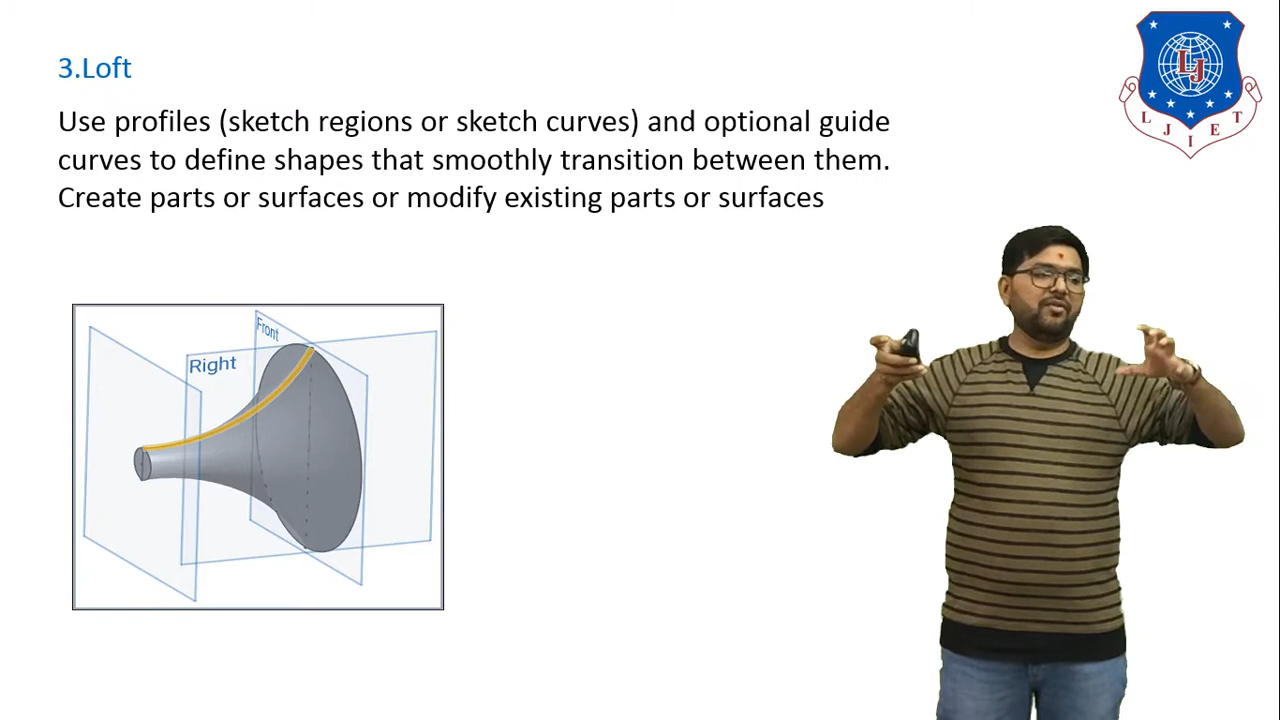 3.Loft
Use profiles (sketch regions or sketch curves) and optional guide
curves to define shapes that smoothly transition between them.
Create parts or surfaces or modify existing parts or surfaces
Front
Right
LJ
L J I E T